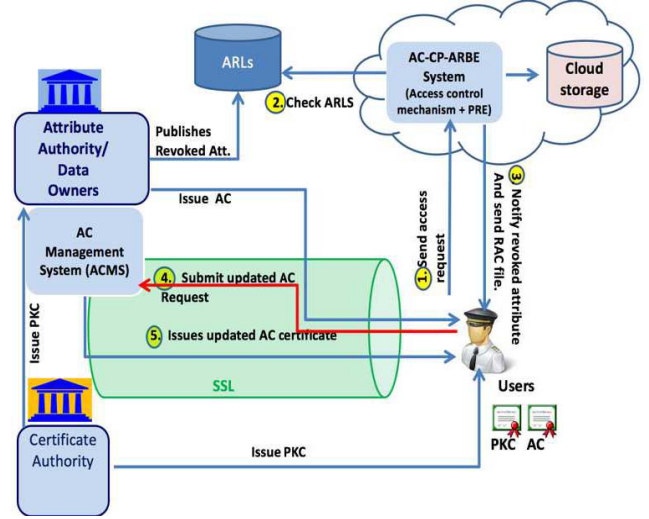 ARLs
AC-CP-ARBE
System
(Access control
mechanism + PRE)
Cloud
storage
2. Check ARLS
Attribute
Authority/
Data
Owners
Publishes
Revoked Att.
Issue AC
AC
Management
System (ACMS)
1. Send access
request
3 Notify revoked attribute
And send RAC file.
4. Submit updated AC
Request
5. Issues updated AC certificate
SSL
Issue PKC
Users
PKC AC
Certificate
Authority
Issue PKC